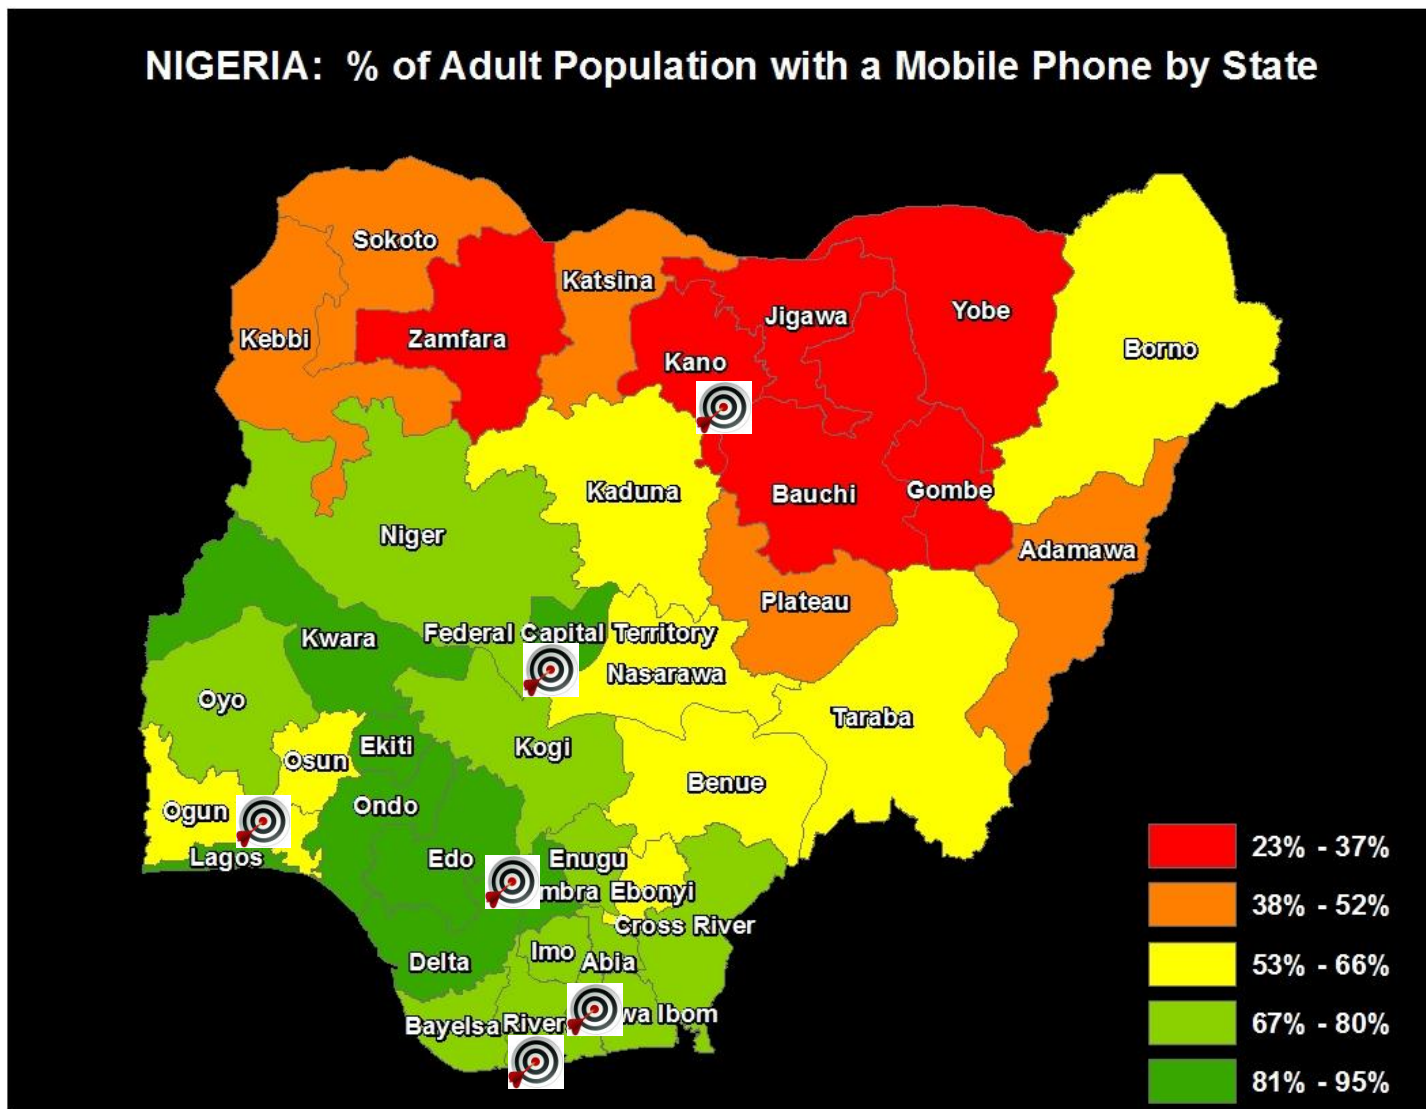 NIGERIA: % of Adult Population with a Mobile Phone by State
Sokoto
Katsina
Jigawa
Yobe
Kebbi
Zamfara
Kano
Borno
Kaduna
Bauchi
Gombe
Niger
Adamawa
Plateau
Kwara
Federal Capital Territory
Nasarawa
Oyo
Taraba
Osun
Ekiti
Kogi
Benue
Ogun
Ondo
Lagos
Edo
Enugu
mbra
Ebonyi
Cross River
Imo
Abia
Delta
Bayelsa
River
wa Ibom
23% - 37%
38% - 52%
53% - 66%
67% - 80%
81% - 95%